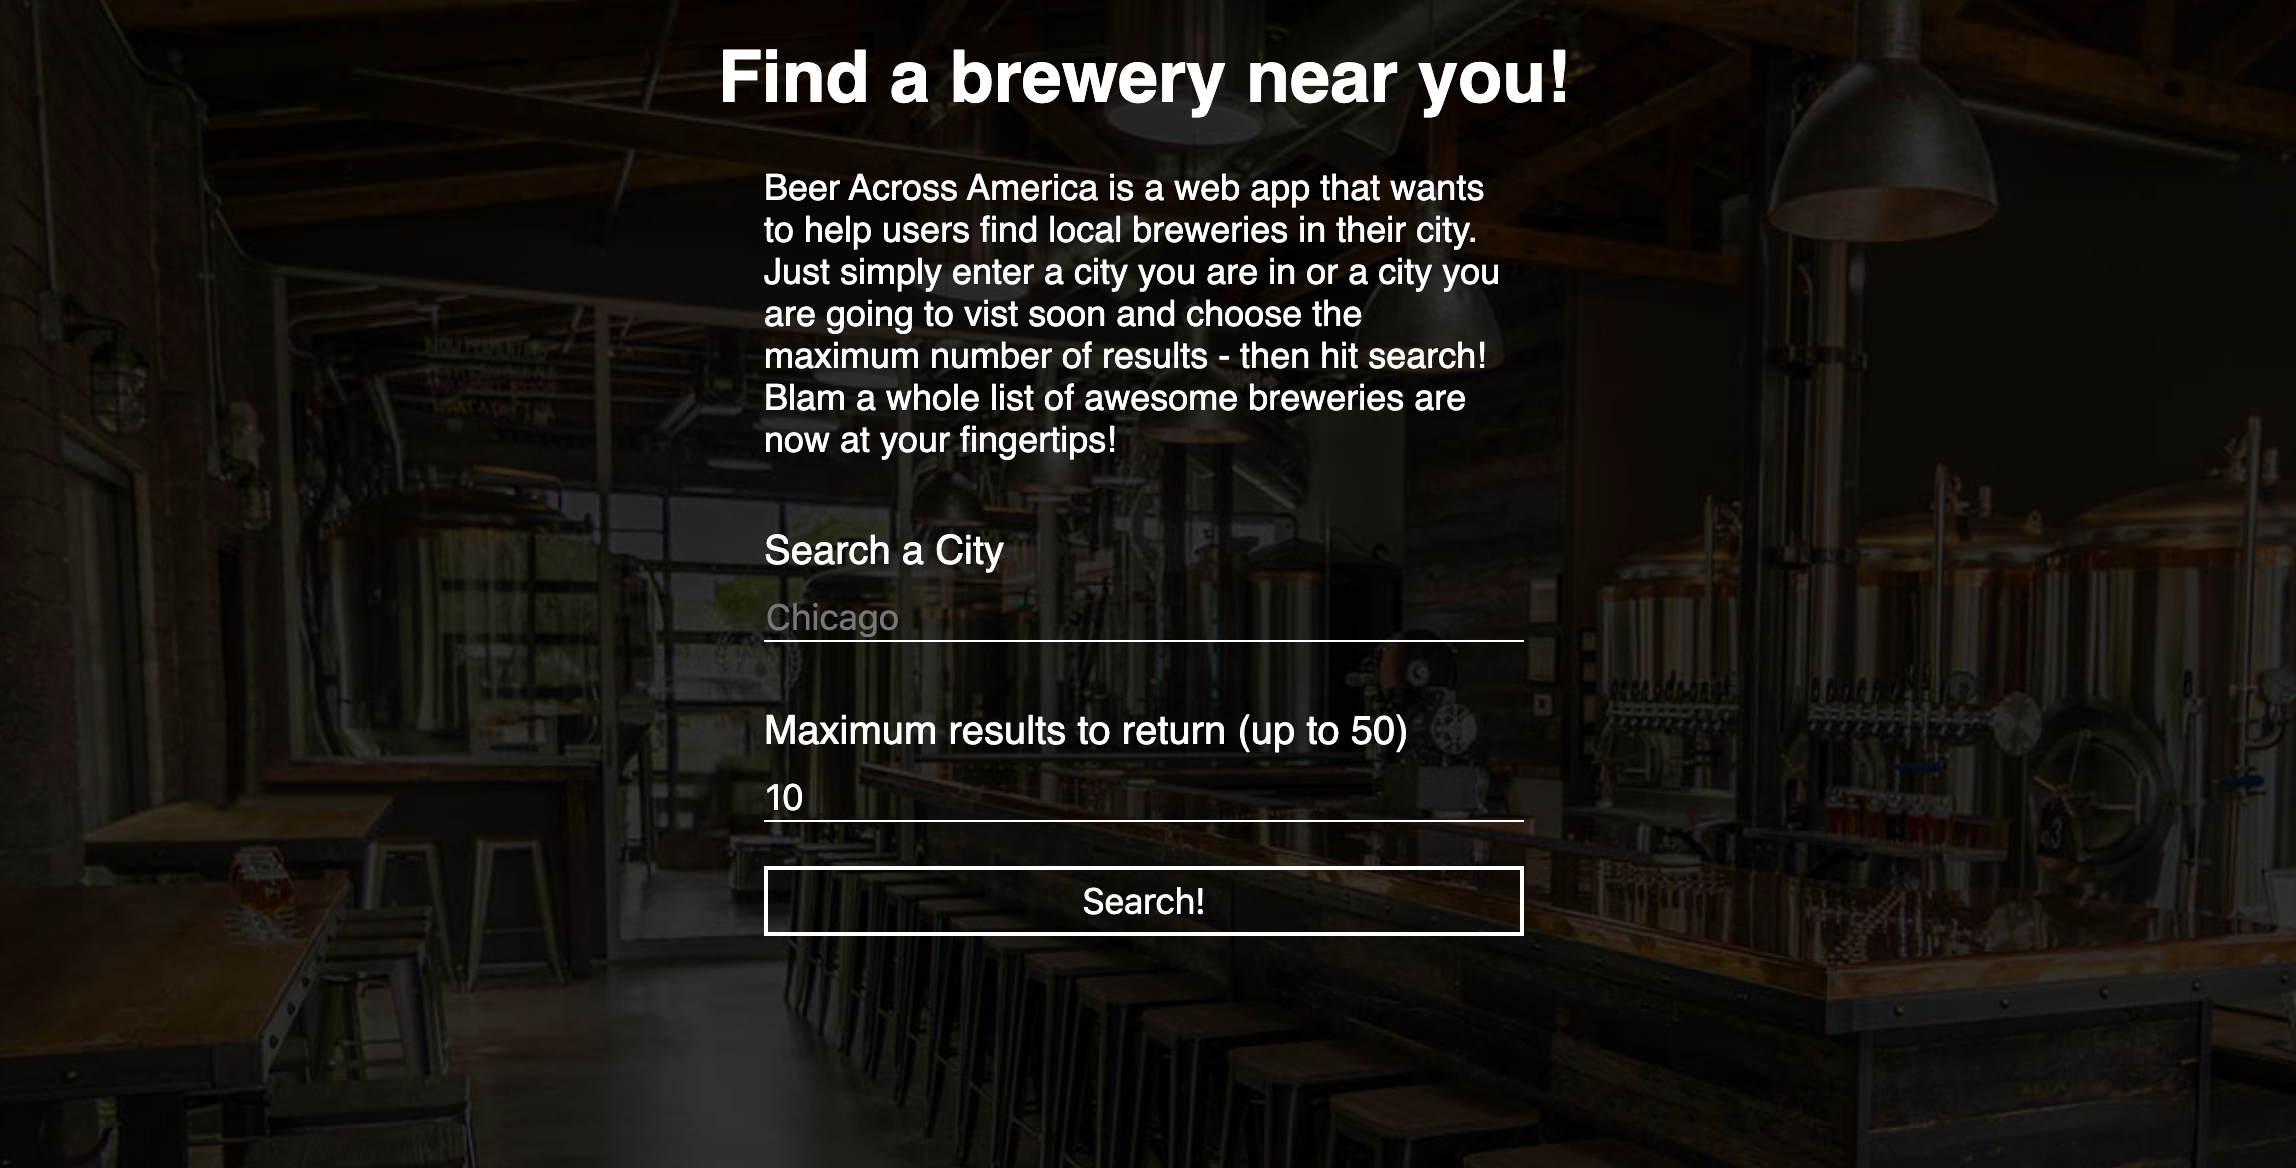 Find a brewery near you!
Beer Across America is a web app that wants
to help users find local breweries in their city.
Just simply enter a city you are in or a city you
are going to vist soon and choose the
maximum number of results - then hit search!
Blam a whole list of awesome breweries are
now at your fingertips!
Search a City
Chicago
Maximum results to return (up to 50)
10
Search!